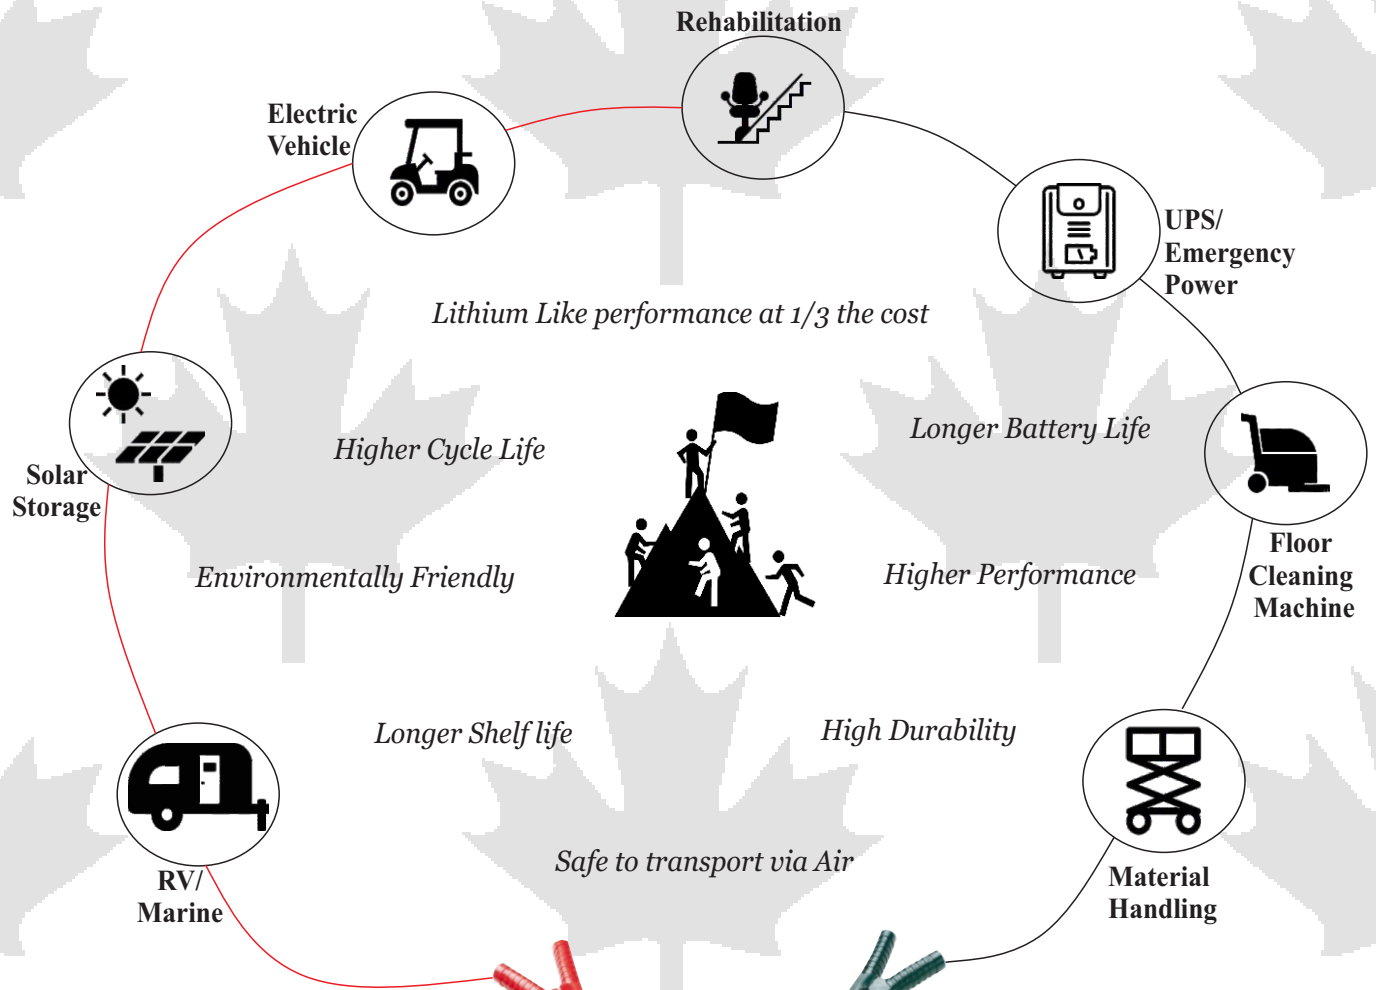 Rehabilitation
Electric
Vehicle
UPS/
Emergency
Power
Lithium Like performance at 1/3 the cost
Higher Cycle Life
Longer Battery Life
Solar
Storage
Floor
Cleaning
Machine
Environmentally Friendly
Higher Performance
Longer Shelf life
High Durability
Safe to transport via Air
RV/
Marine
Material
Handling